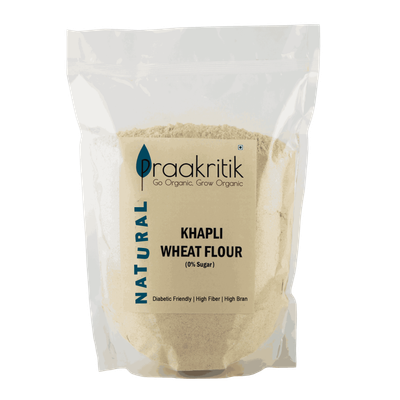 Praakritik
Go Organic, Grow Organic
NATURAL
KHAPLI
WHEAT FLOUR
(0% Sugar)
Diabetic Friendly | High Fiber | High Bran